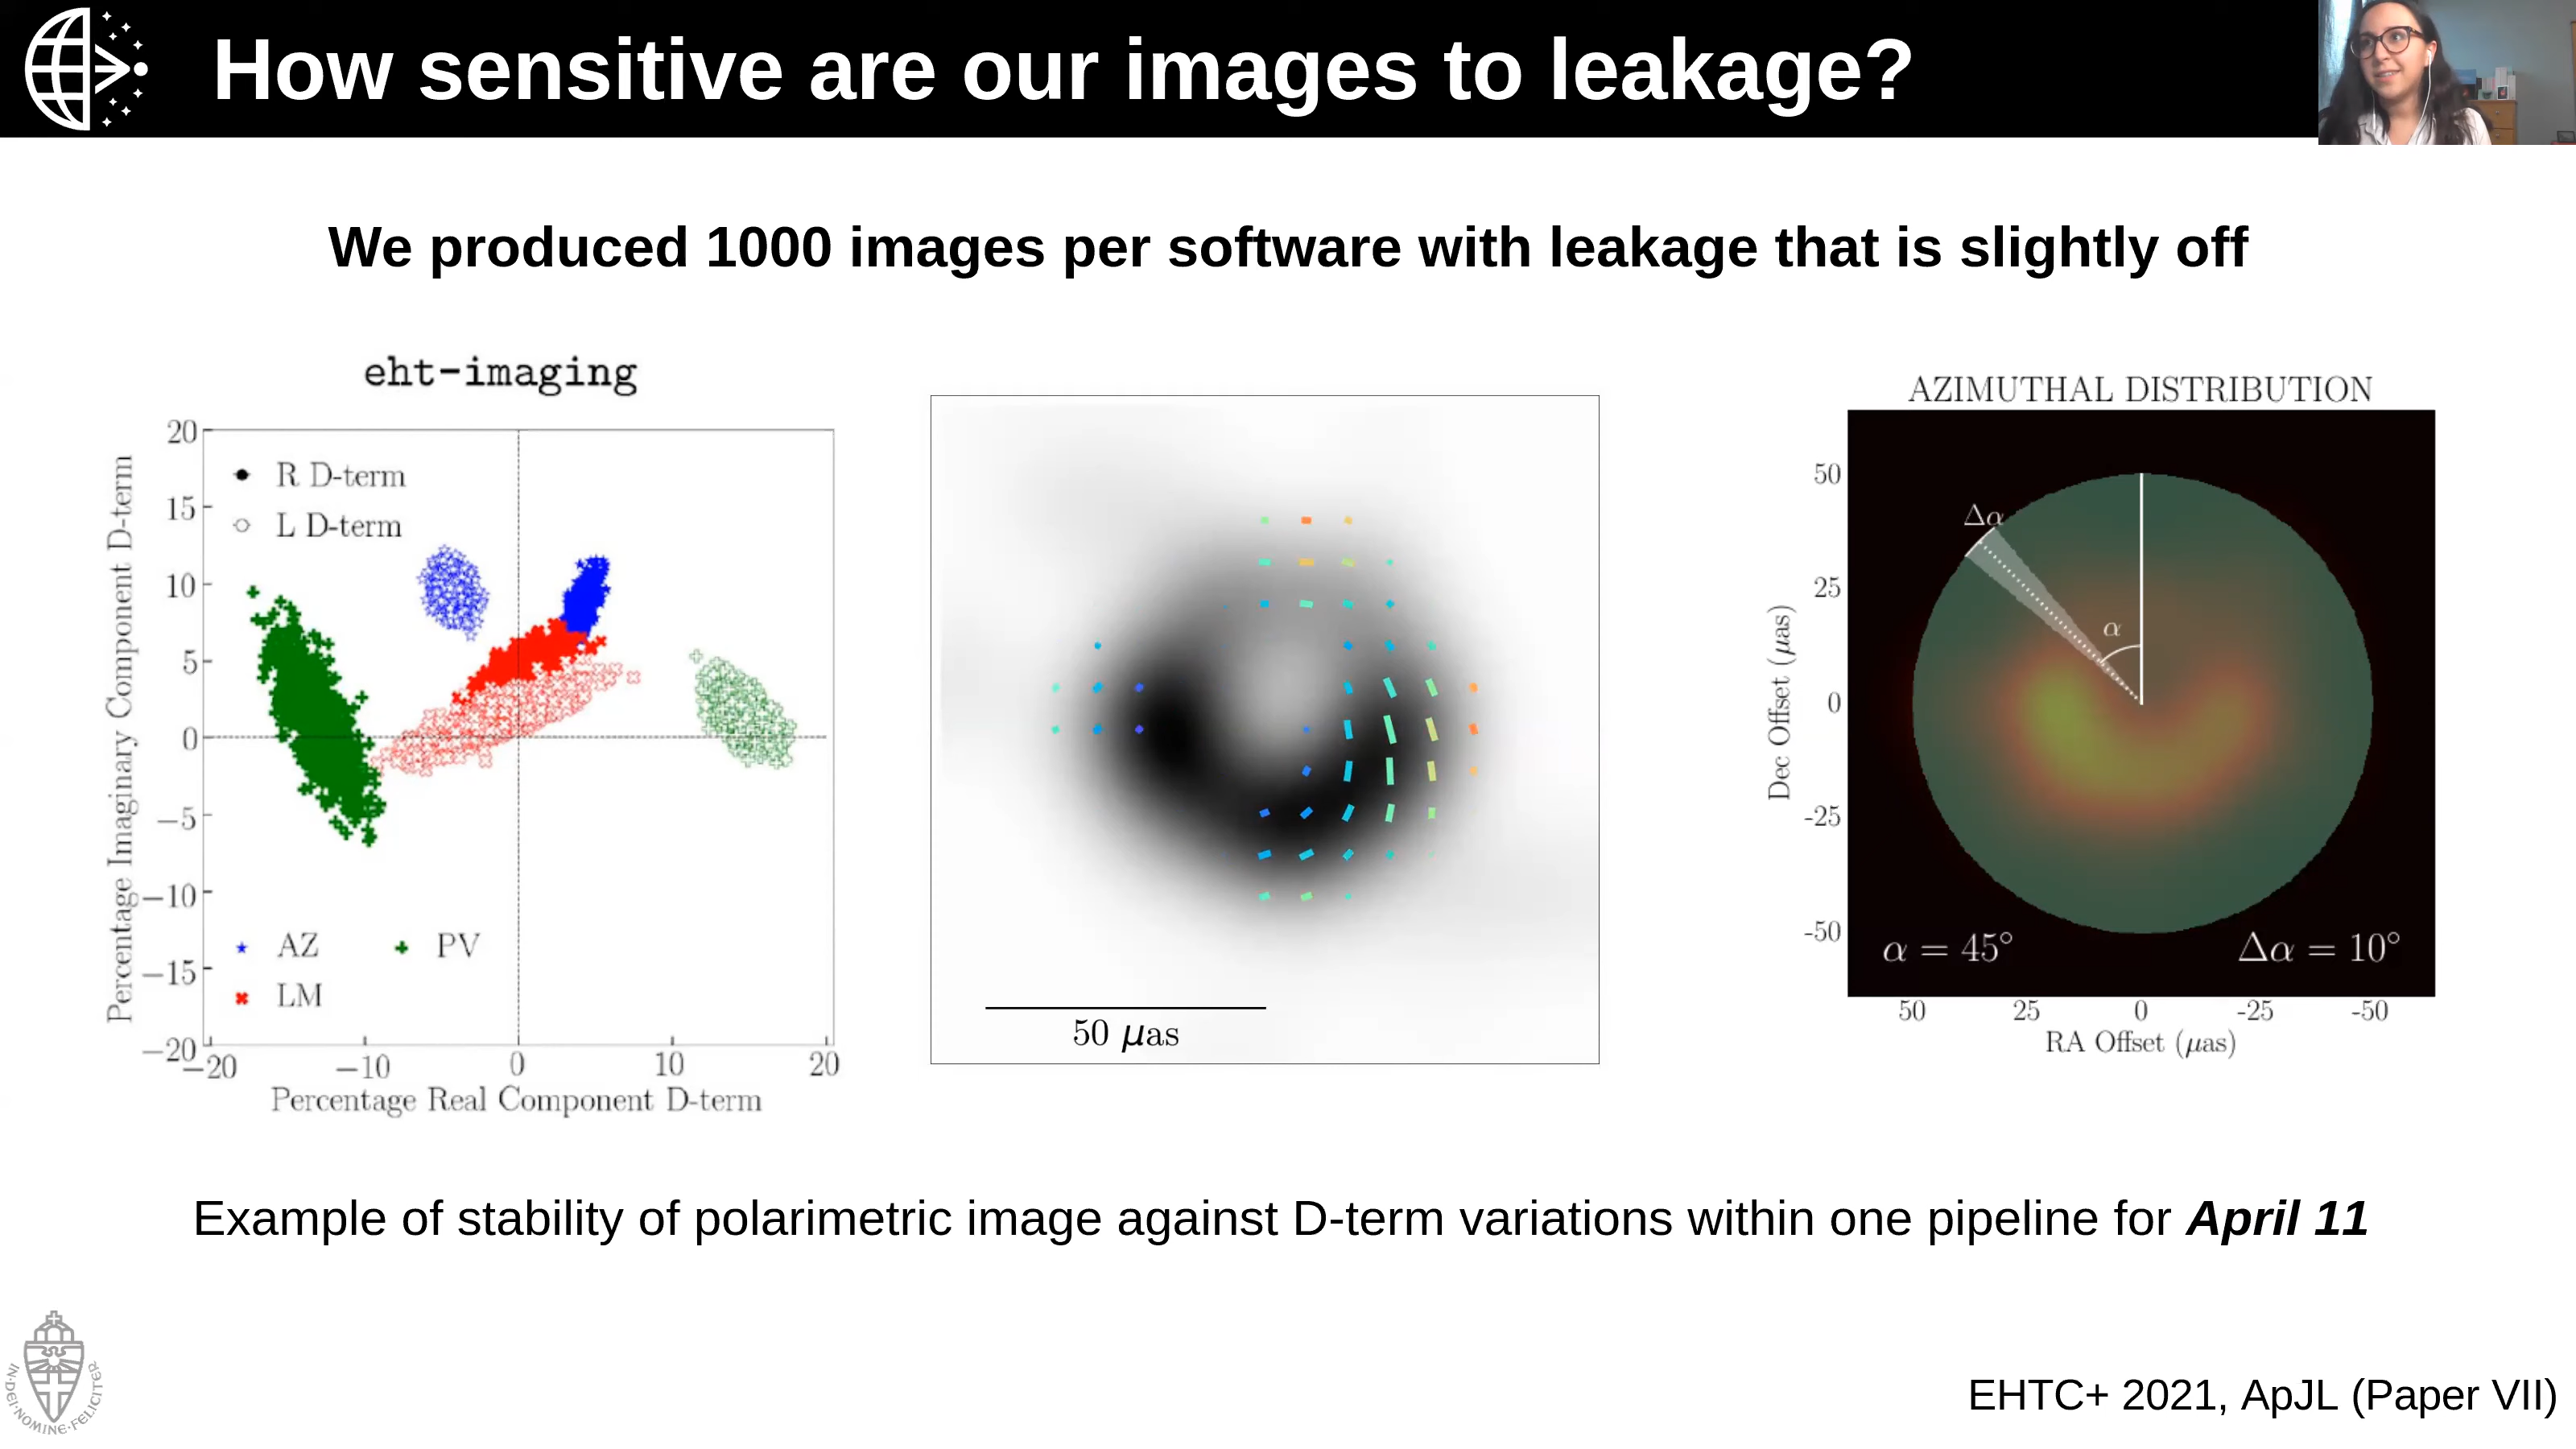 How sensitive are our images to leakage?
We produced 1000 images per software with leakage that is slightly off
eht-imaging
Percentage Imaginary Component D-term
20
15
10
5
0
−5
−10
−15
−20
R D-term
L D-term
AZ
PV
LM
−20
−10
0
10
20
Percentage Real Component D-term
50 μas
AZIMUTHAL DISTRIBUTION
Dec Offset (μas)
50
25
0
-25
-50
Δα
α
α = 45°
Δα = 10°
50
25
0
-25
-50
RA Offset (μas)
Example of stability of polarimetric image against D-term variations within one pipeline for April 11
IN·DEI·NOMINE·FELICITER
EHTC+ 2021, ApJL (Paper VII)